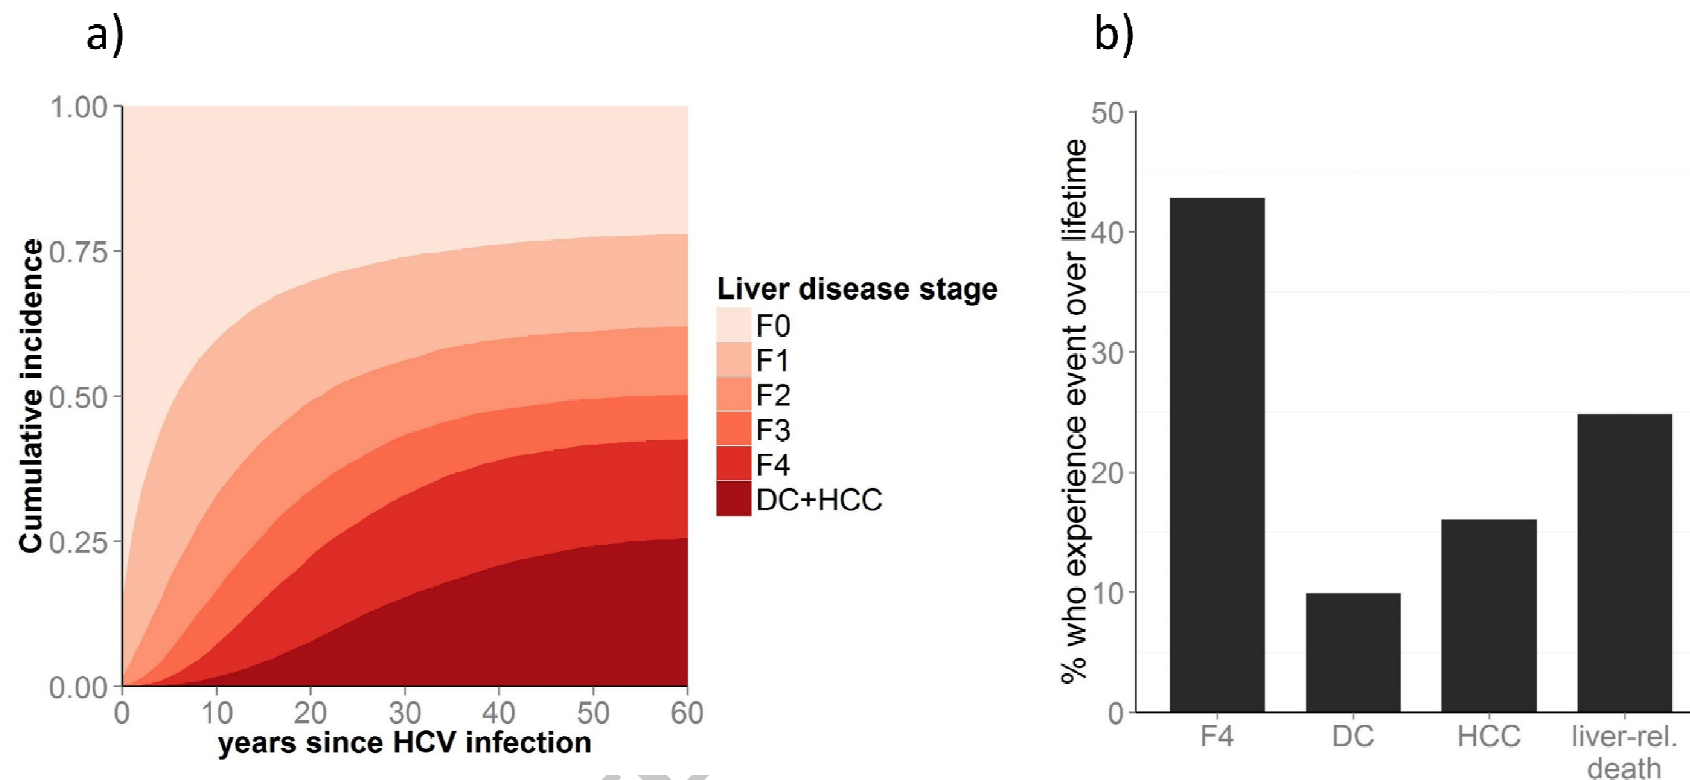 a)
Cumulative incidence
1.00
0.75
0.50
0.25
0.00
0 10 20 30 40 50 60
years since HCV infection
Liver disease stage
F0
F1
F2
F3
F4
DC+HCC
b)
% who experience event over lifetime
50
40
30
20
10
0
F4 DC HCC liver-rel.
death